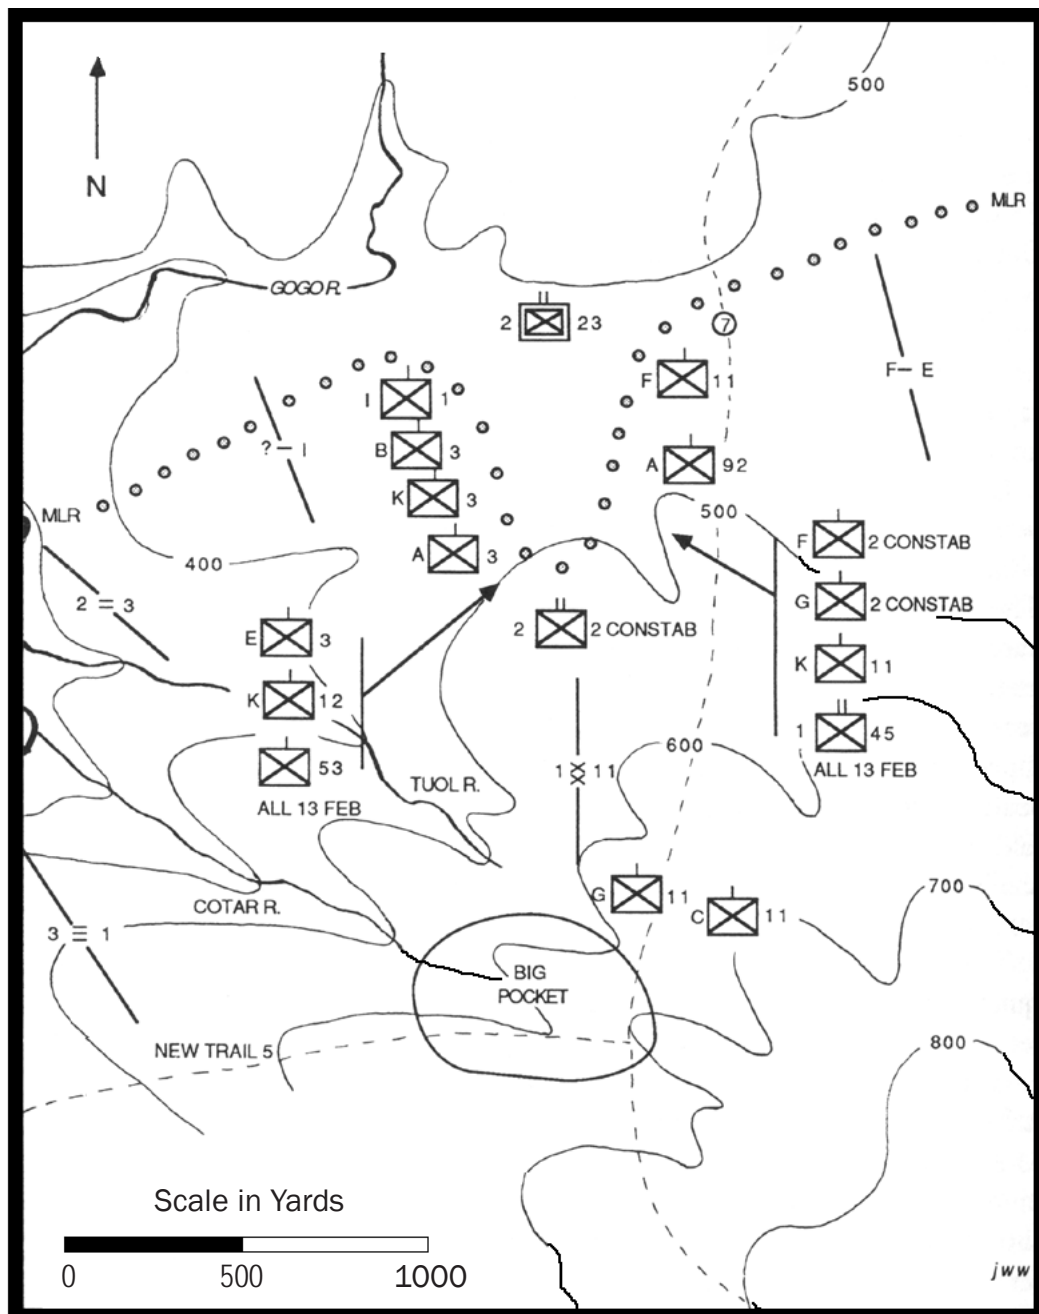 500
N
MLR
GOGO R.
2 23
7
F 11
F— E
I 1
? — I
B 3
A 92
K 3
MLR
500
F 2 CONSTAB
A 3
400
2 = 3
G 2 CONSTAB
E 3
2 2 CONSTAB
K 11
K 12
1 45
600
53
1 XX 11
ALL 13 FEB
TUOL R.
ALL 13 FEB
G 11
700
COTAR R.
C 11
3 ☰ 1
BIG
POCKET
NEW TRAIL 5
800
Scale in Yards
0 500 1000
jww